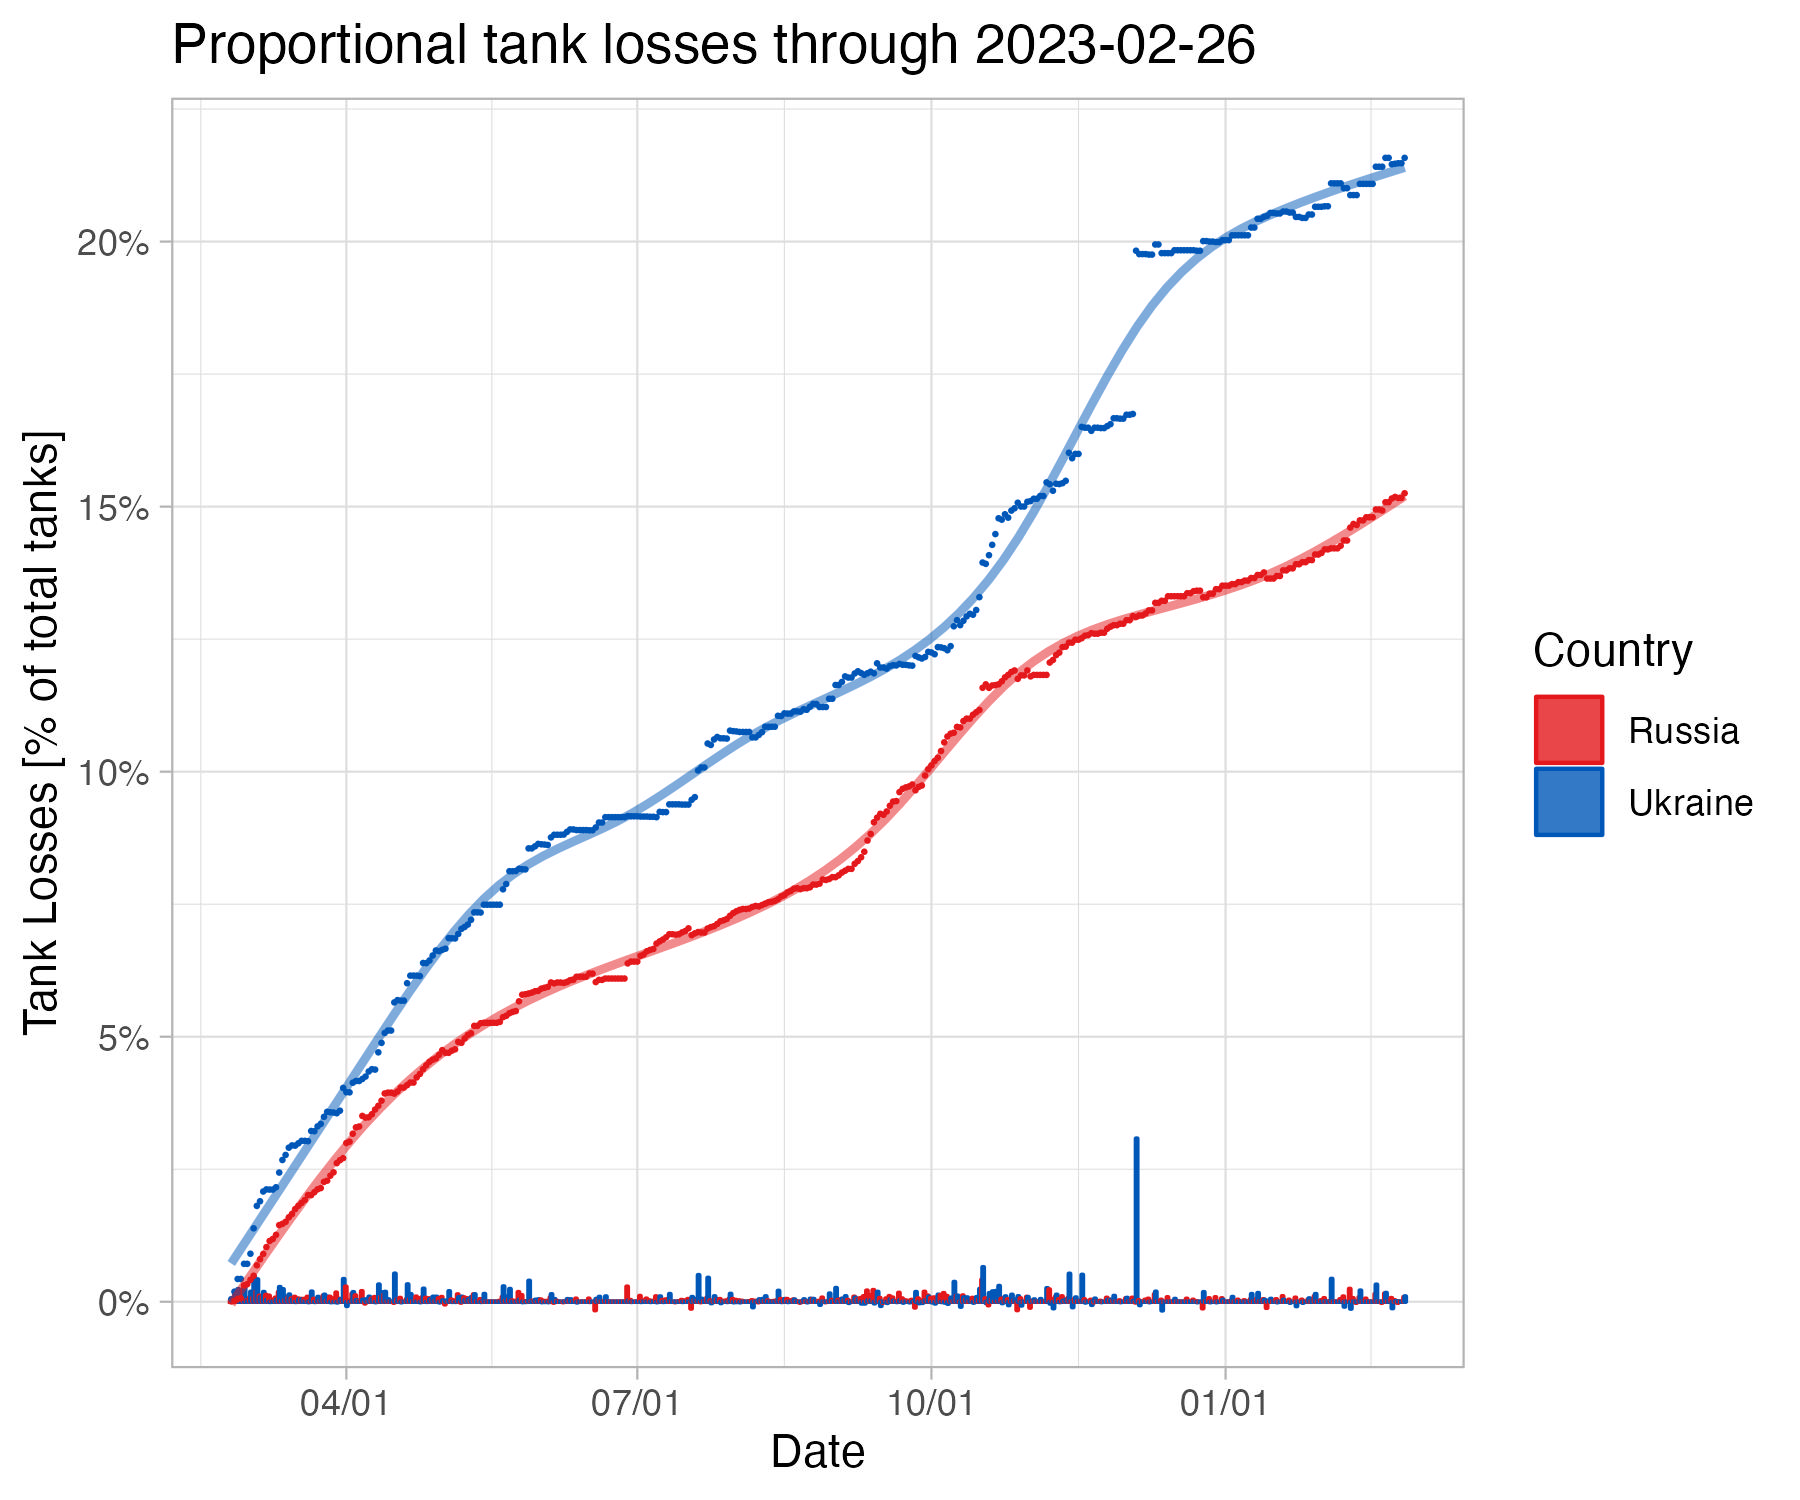 Proportional tank losses through 2023-02-26
Tank Losses [% of total tanks]
20%
15%
10%
5%
0%
04/01
07/01
10/01
01/01
Date
Country
Russia
Ukraine